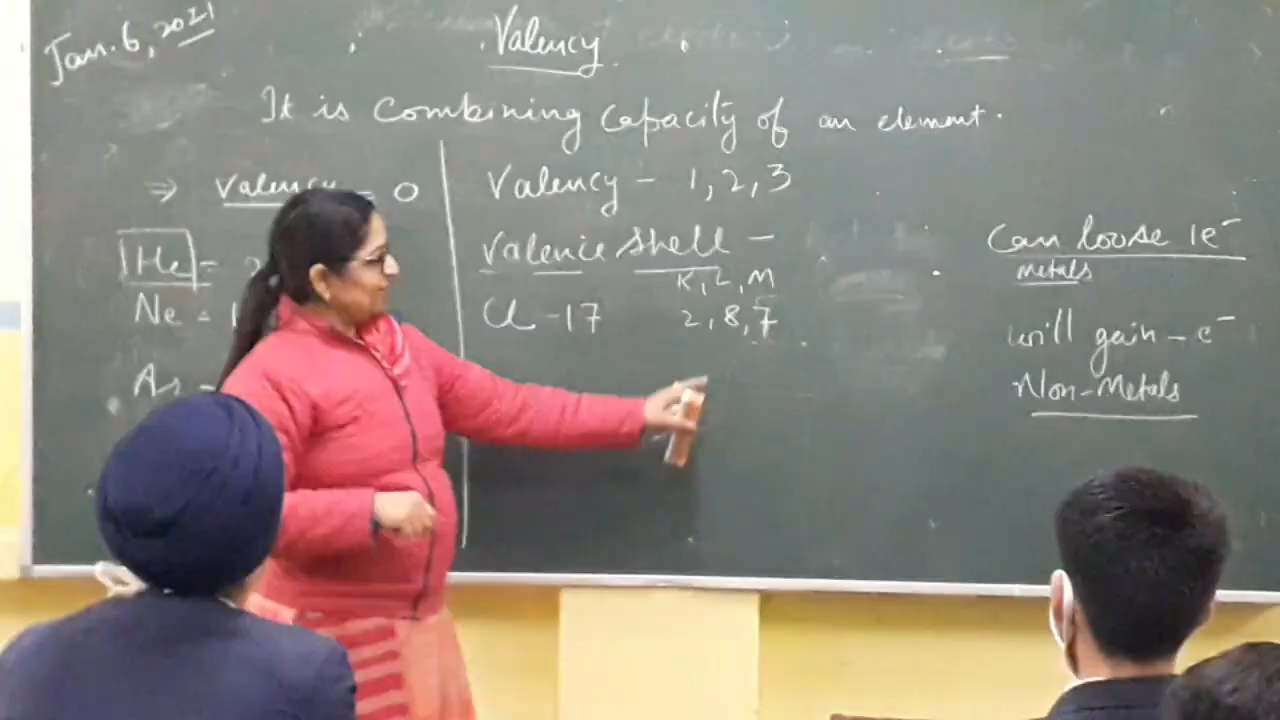 Jan. 6, 2021
Valency
It is combining capacity of an element.
⇒ Valency = 0
He =
Ne = 1
Valency - 1, 2, 3
Valence shell -
K, L, M
Cl - 17 2, 8, 7
Can loose 1e⁻
metals
will gain - e⁻
Non-Metals